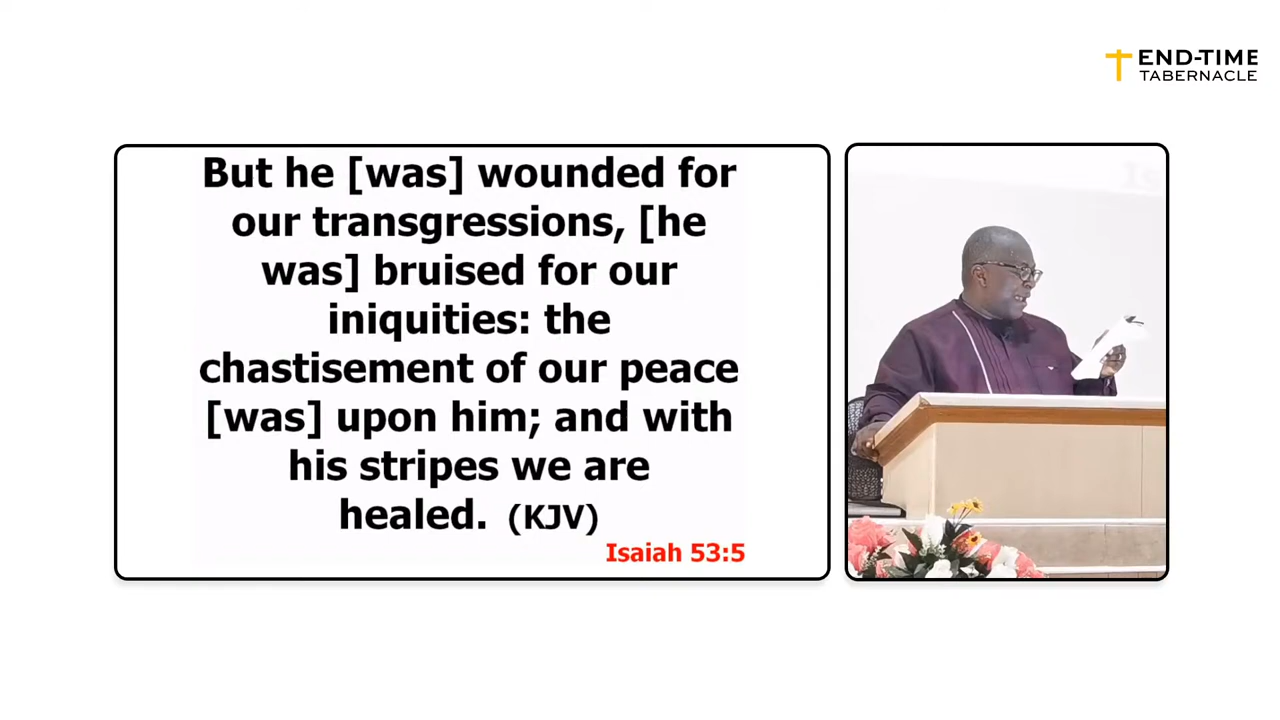 END-TIME
TABERNACLE
But he [was] wounded for
our transgressions, [he
was] bruised for our
iniquities: the
chastisement of our peace
[was] upon him; and with
his stripes we are
healed. (KJV)
Isaiah 53:5
Is